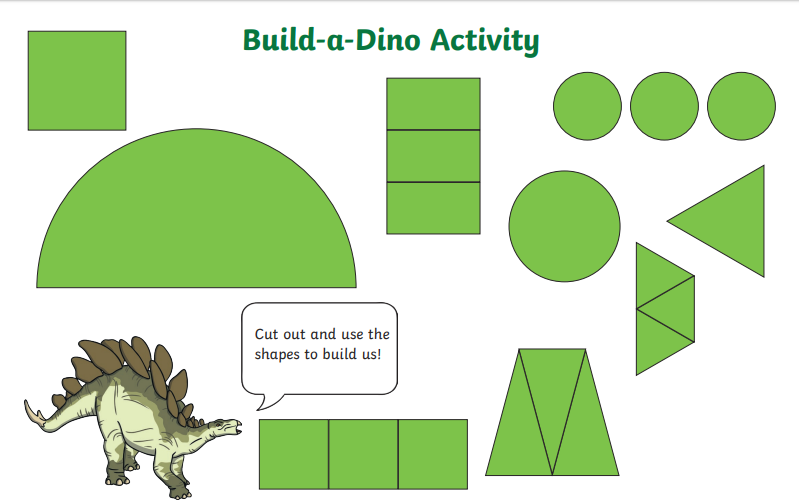 Build-a-Dino Activity
Cut out and use the
shapes to build us!